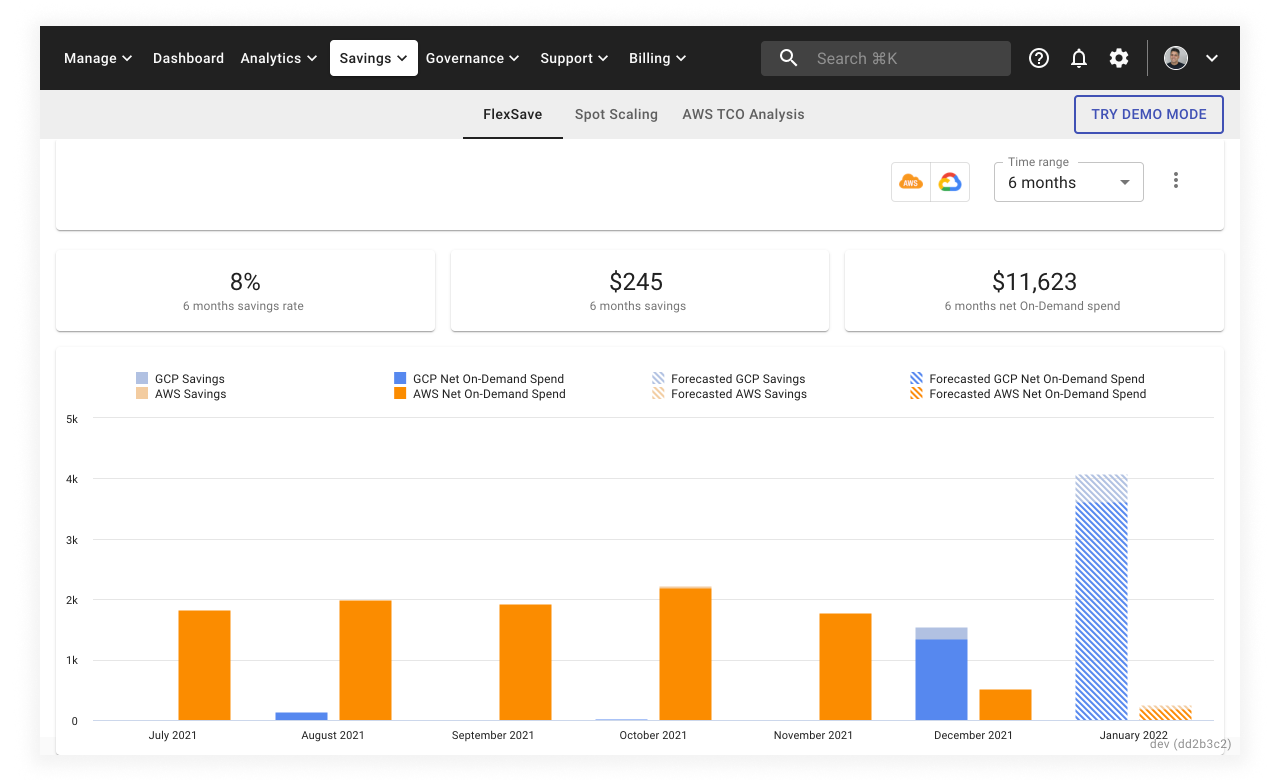 Manage Dashboard Analytics Savings Governance Support Billing Search ⌘K
FlexSave Spot Scaling AWS TCO Analysis TRY DEMO MODE
Time range
AWS 6 months
8% $245 $11,623
6 months savings rate 6 months savings 6 months net On-Demand spend
GCP Savings GCP Net On-Demand Spend Forecasted GCP Savings Forecasted GCP Net On-Demand Spend
AWS Savings AWS Net On-Demand Spend Forecasted AWS Savings Forecasted AWS Net On-Demand Spend
5k
4k
3k
2k
1k
0
July 2021 August 2021 September 2021 October 2021 November 2021 December 2021 January 2022
dev (dd2b3c2)